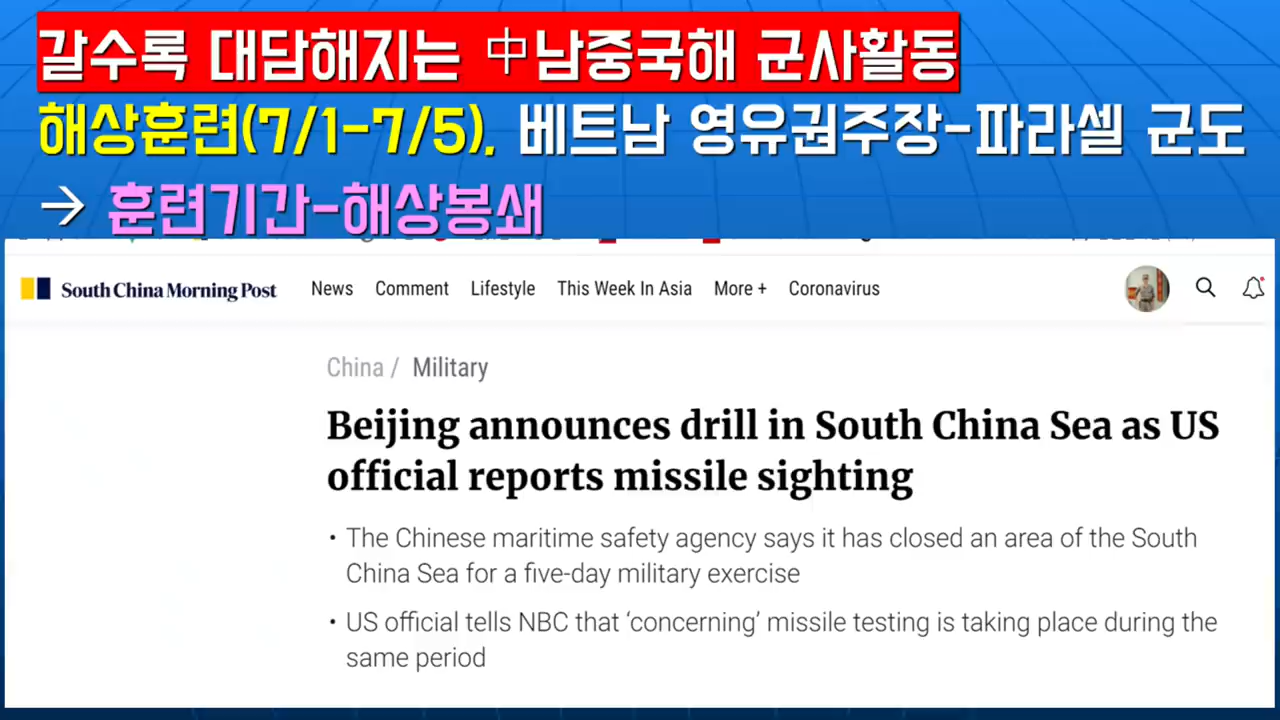 갈수록 대담해지는 中남중국해 군사활동
해상훈련(7/1-7/5), 베트남 영유권주장-파라셀 군도
→ 훈련기간-해상봉쇄
South China Morning Post News Comment Lifestyle This Week In Asia More + Coronavirus
China / Military
Beijing announces drill in South China Sea as US
official reports missile sighting
• The Chinese maritime safety agency says it has closed an area of the South
China Sea for a five-day military exercise
• US official tells NBC that ‘concerning’ missile testing is taking place during the
same period